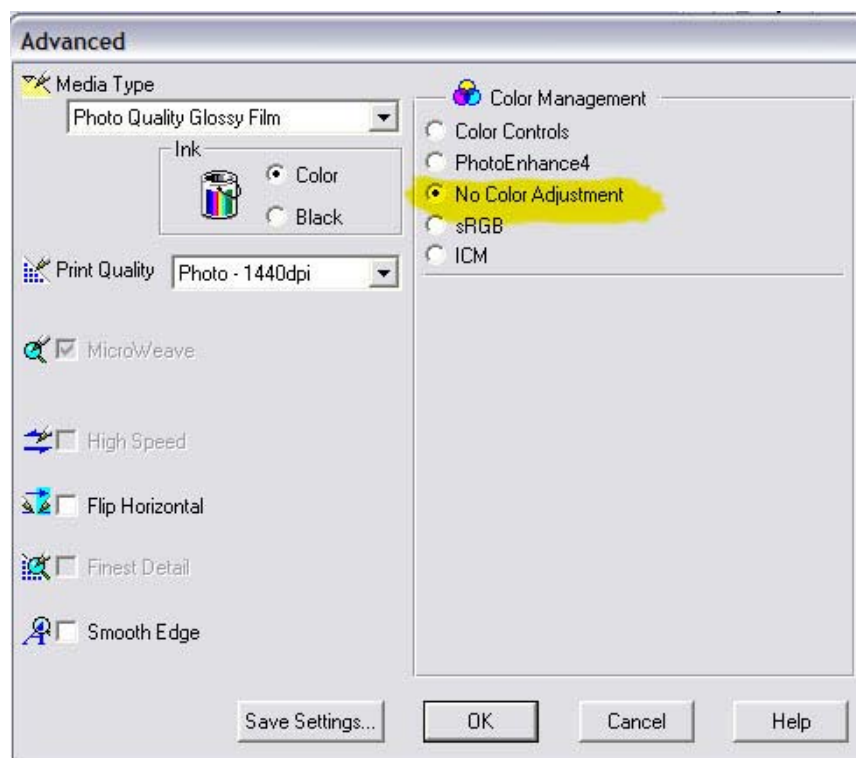 Advanced
Media Type
Photo Quality Glossy Film
Ink
Color
Black
Print Quality
Photo - 1440dpi
MicroWeave
High Speed
Flip Horizontal
Finest Detail
Smooth Edge
Color Management
Color Controls
PhotoEnhance4
No Color Adjustment
sRGB
ICM
Save Settings...
OK
Cancel
Help